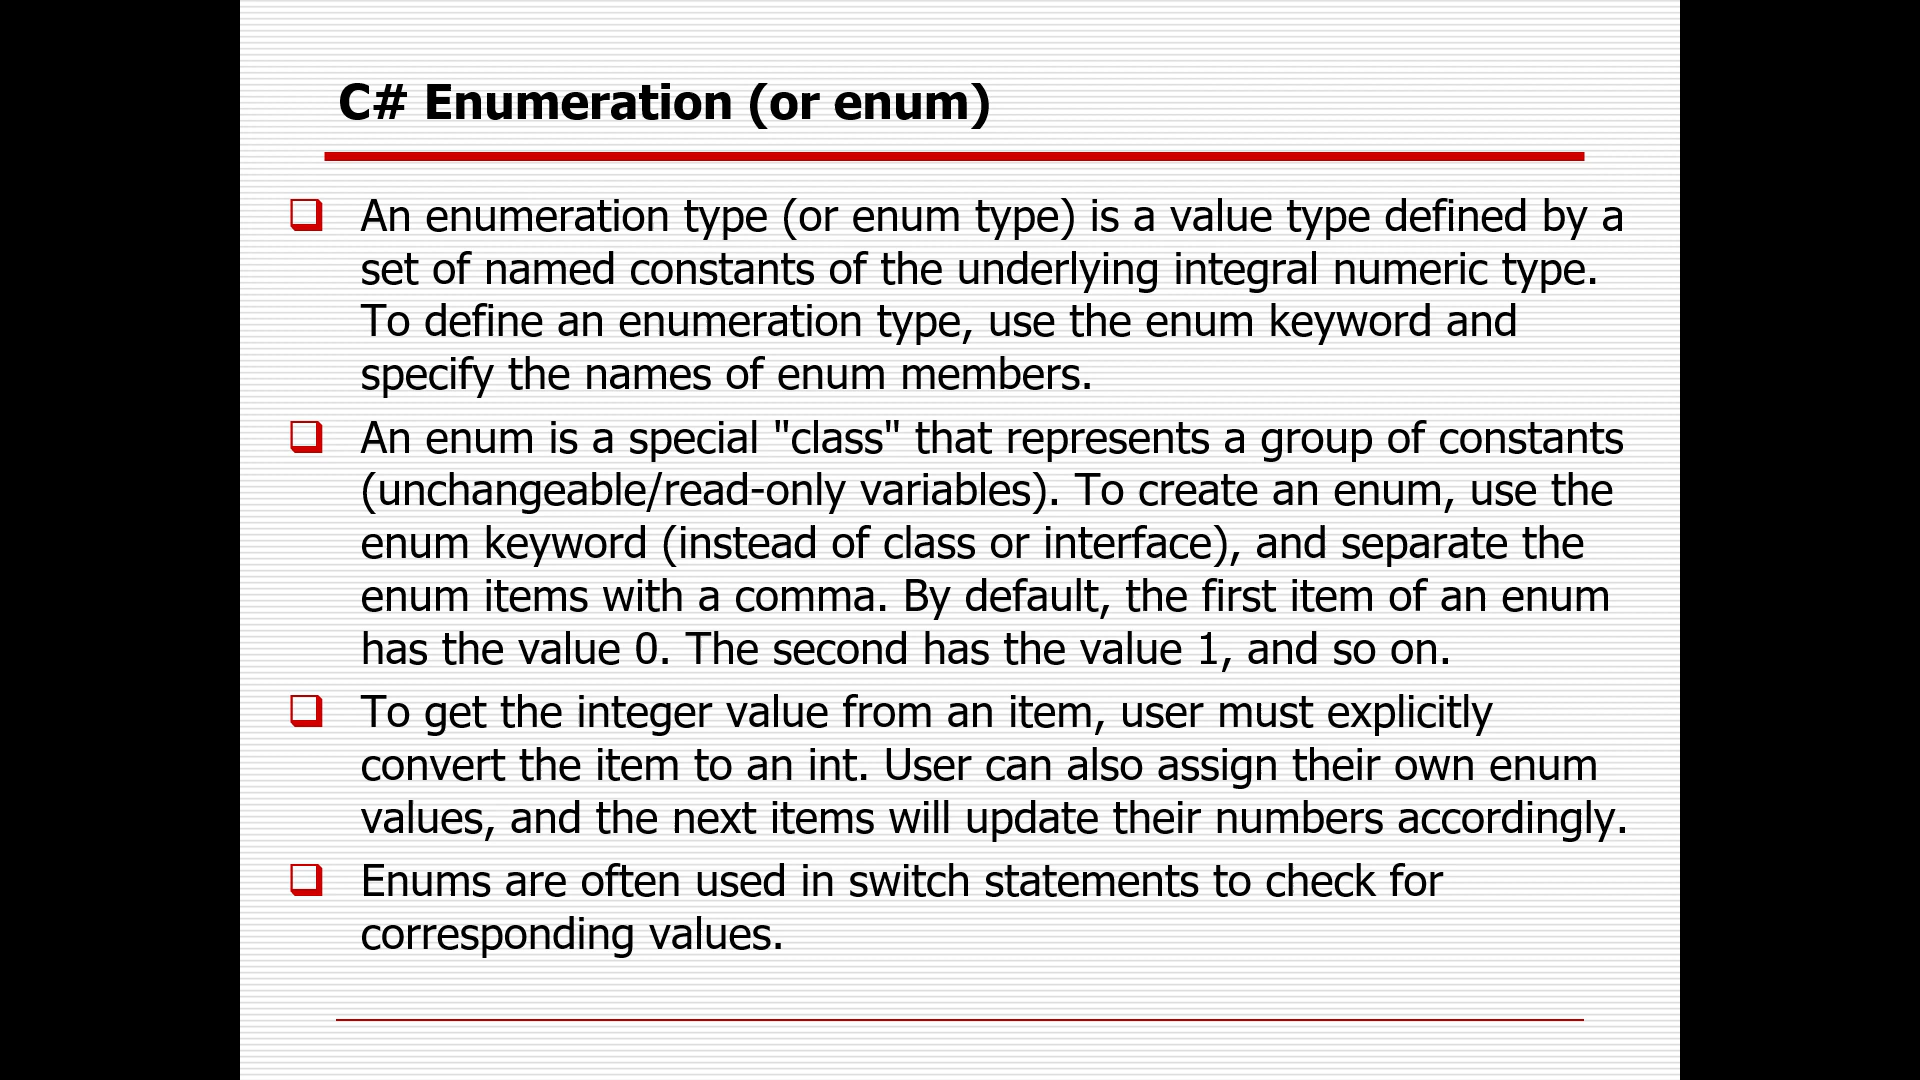 C# Enumeration (or enum)
An enumeration type (or enum type) is a value type defined by a
set of named constants of the underlying integral numeric type.
To define an enumeration type, use the enum keyword and
specify the names of enum members.
An enum is a special "class" that represents a group of constants
(unchangeable/read-only variables). To create an enum, use the
enum keyword (instead of class or interface), and separate the
enum items with a comma. By default, the first item of an enum
has the value 0. The second has the value 1, and so on.
To get the integer value from an item, user must explicitly
convert the item to an int. User can also assign their own enum
values, and the next items will update their numbers accordingly.
Enums are often used in switch statements to check for
corresponding values.